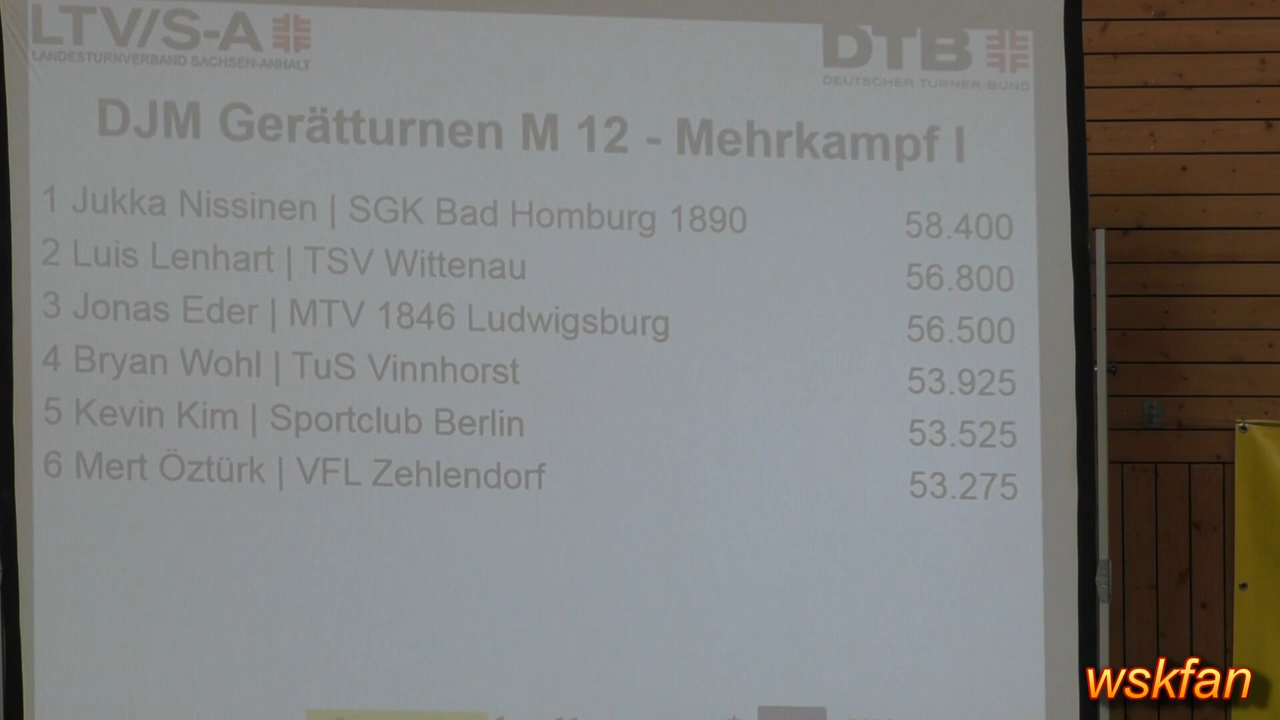 LTV/S-A
LANDESTURNVERBAND SACHSEN-ANHALT
DTB
DEUTSCHER TURNER-BUND
DJM Gerätturnen M 12 - Mehrkampf I
1 Jukka Nissinen | SGK Bad Homburg 1890 58.400
2 Luis Lenhart | TSV Wittenau 56.800
3 Jonas Eder | MTV 1846 Ludwigsburg 56.500
4 Bryan Wohl | TuS Vinnhorst 53.925
5 Kevin Kim | Sportclub Berlin 53.525
6 Mert Öztürk | VFL Zehlendorf 53.275
wskfan